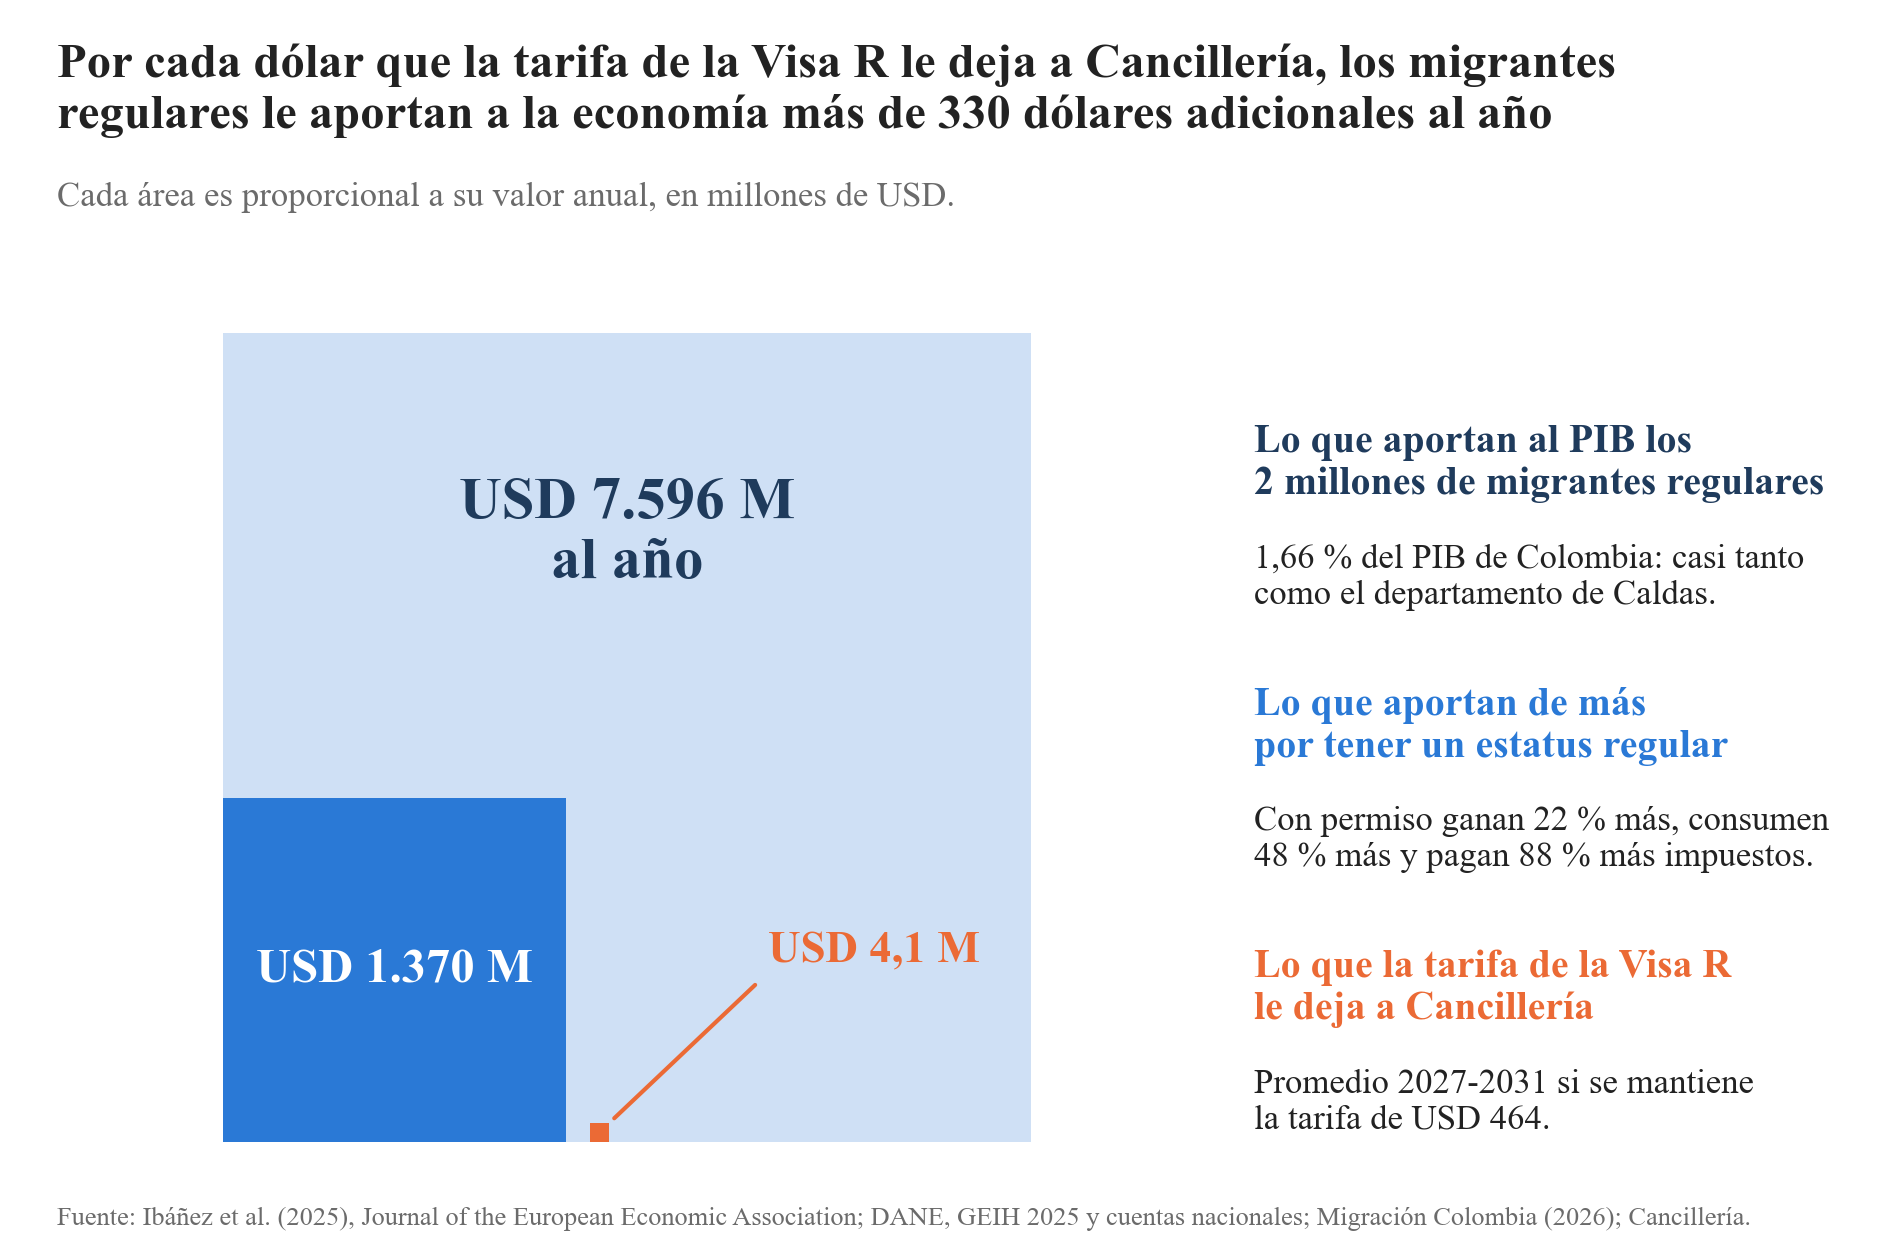 Por cada dólar que la tarifa de la Visa R le deja a Cancillería, los migrantes
regulares le aportan a la economía más de 330 dólares adicionales al año
Cada área es proporcional a su valor anual, en millones de USD.
USD 7.596 M
al año
USD 1.370 M
USD 4,1 M
Lo que aportan al PIB los
2 millones de migrantes regulares
1,66 % del PIB de Colombia: casi tanto
como el departamento de Caldas.
Lo que aportan de más
por tener un estatus regular
Con permiso ganan 22 % más, consumen
48 % más y pagan 88 % más impuestos.
Lo que la tarifa de la Visa R
le deja a Cancillería
Promedio 2027-2031 si se mantiene
la tarifa de USD 464.
Fuente: Ibáñez et al. (2025), Journal of the European Economic Association; DANE, GEIH 2025 y cuentas nacionales; Migración Colombia (2026); Cancillería.